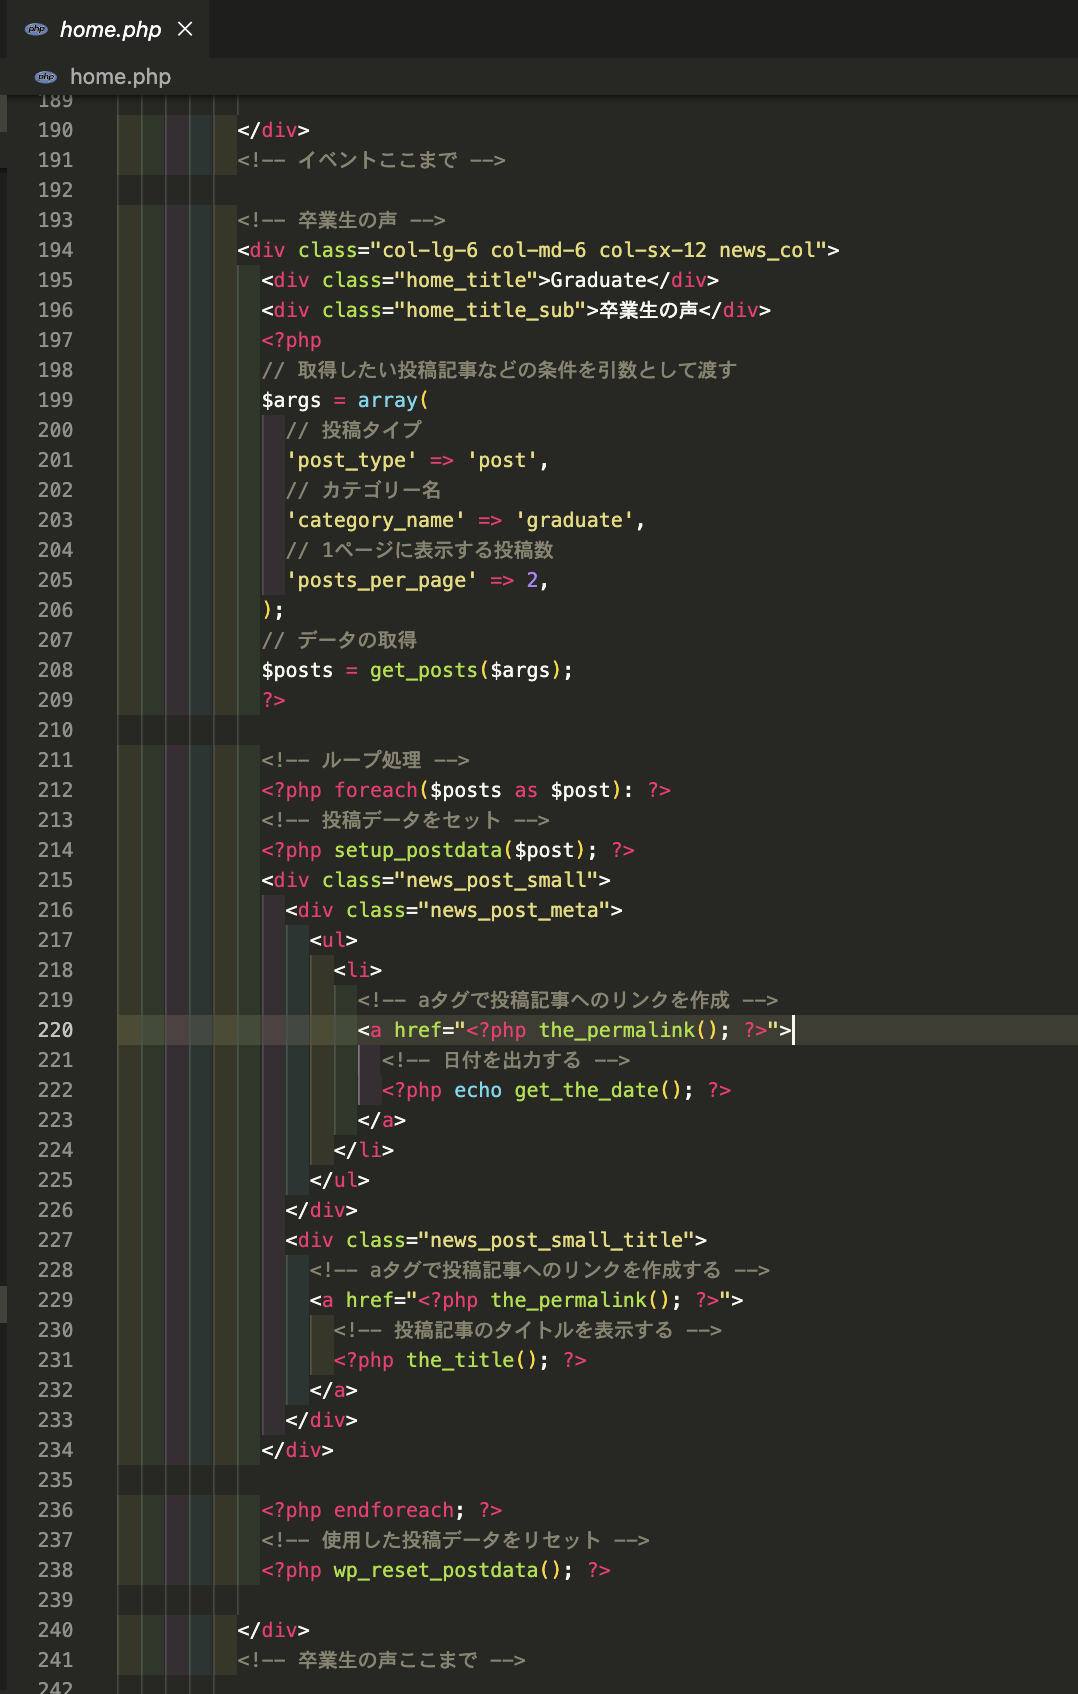 home.php
home.php
189
190 </div>
191 <!-- イベントここまで -->
192
193 <!-- 卒業生の声 -->
194 <div class="col-lg-6 col-md-6 col-sx-12 news_col">
195 <div class="home_title">Graduate</div>
196 <div class="home_title_sub">卒業生の声</div>
197 <?php
198 // 取得したい投稿記事などの条件を引数として渡す
199 $args = array(
200 // 投稿タイプ
201 'post_type' => 'post',
202 // カテゴリー名
203 'category_name' => 'graduate',
204 // 1ページに表示する投稿数
205 'posts_per_page' => 2,
206 );
207 // データの取得
208 $posts = get_posts($args);
209 ?>
210
211 <!-- ループ処理 -->
212 <?php foreach($posts as $post): ?>
213 <!-- 投稿データをセット -->
214 <?php setup_postdata($post); ?>
215 <div class="news_post_small">
216 <div class="news_post_meta">
217 <ul>
218 <li>
219 <!-- aタグで投稿記事へのリンクを作成 -->
220 <a href="<?php the_permalink(); ?>">
221 <!-- 日付を出力する -->
222 <?php echo get_the_date(); ?>
223 </a>
224 </li>
225 </ul>
226 </div>
227 <div class="news_post_small_title">
228 <!-- aタグで投稿記事へのリンクを作成する -->
229 <a href="<?php the_permalink(); ?>">
230 <!-- 投稿記事のタイトルを表示する -->
231 <?php the_title(); ?>
232 </a>
233 </div>
234 </div>
235
236 <?php endforeach; ?>
237 <!-- 使用した投稿データをリセット -->
238 <?php wp_reset_postdata(); ?>
239
240 </div>
241 <!-- 卒業生の声ここまで -->
242